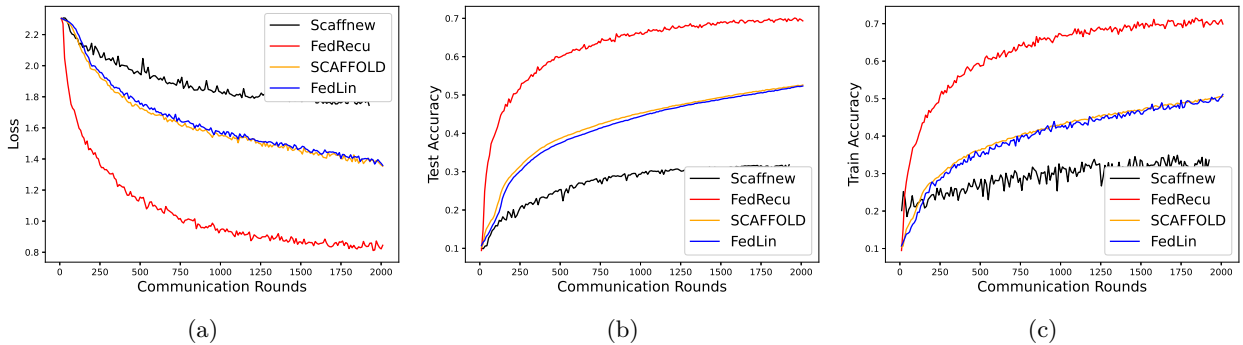 Loss
2.2
2.0
1.8
1.6
1.4
1.2
1.0
0.8
0 250 500 750 1000 1250 1500 1750 2000
Communication Rounds
Scaffnew
FedRecu
SCAFFOLD
FedLin
(a)
Test Accuracy
0.7
0.6
0.5
0.4
0.3
0.2
0.1
0 250 500 750 1000 1250 1500 1750 2000
Communication Rounds
Scaffnew
FedRecu
SCAFFOLD
FedLin
(b)
Train Accuracy
0.7
0.6
0.5
0.4
0.3
0.2
0.1
0 250 500 750 1000 1250 1500 1750 2000
Communication Rounds
Scaffnew
FedRecu
SCAFFOLD
FedLin
(c)